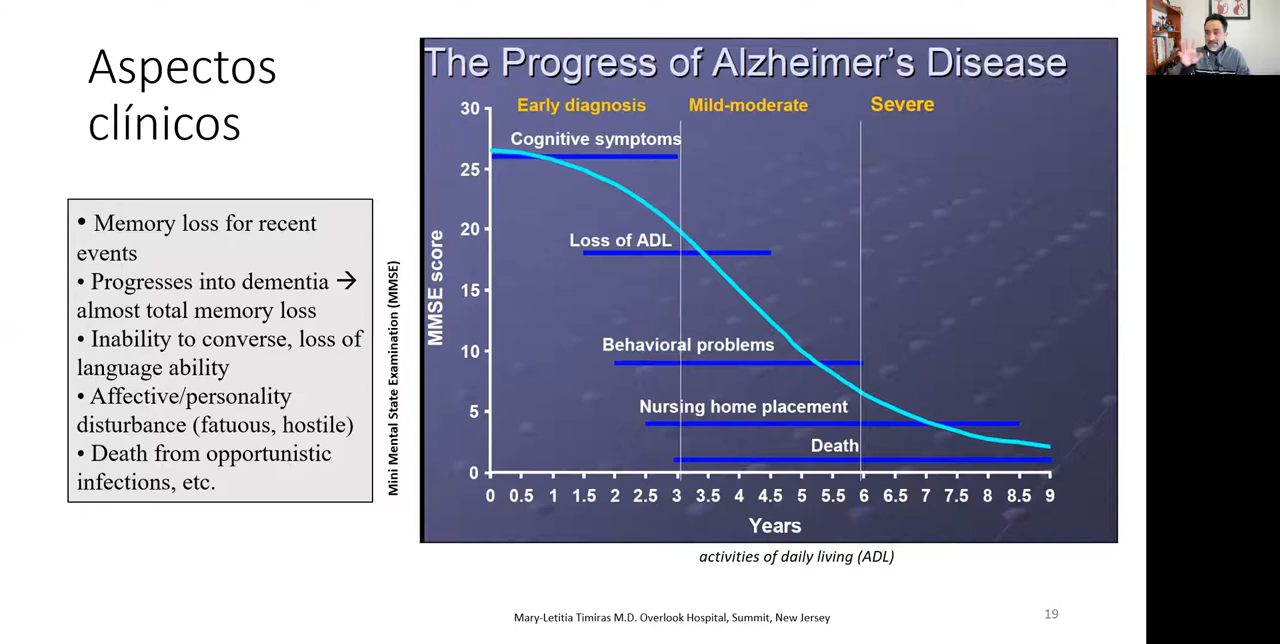 Aspectos
clínicos
• Memory loss for recent
events
• Progresses into dementia →
almost total memory loss
• Inability to converse, loss of
language ability
• Affective/personality
disturbance (fatuous, hostile)
• Death from opportunistic
infections, etc.
Mini Mental State Examination (MMSE)
The Progress of Alzheimer's Disease
Early diagnosis Mild-moderate Severe
Cognitive symptoms
Loss of ADL
Behavioral problems
Nursing home placement
Death
MMSE score
30
25
20
15
10
5
0
0 0.5 1 1.5 2 2.5 3 3.5 4 4.5 5 6 6.5 7 7.5 8 8.5 9
Years
activities of daily living (ADL)
Mary-Letitia Timiras M.D. Overlook Hospital, Summit, New Jersey
19